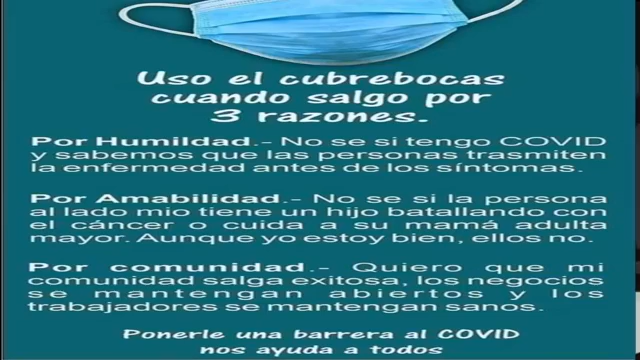 Uso el cubrebocas
cuando salgo por
3 razones.
Por Humildad.- No se si tengo COVID
y sabemos que las personas trasmiten
la enfermedad antes de los síntomas.
Por Amabilidad.- No se si la persona
al lado mio tiene un hijo batallando con
el cáncer o cuida a su mamá adulta
mayor. Aunque yo estoy bien, ellos no.
Por comunidad.- Quiero que mi
comunidad salga exitosa, los negocios
se mantengan abiertos y los
trabajadores se mantengan sanos.
Ponerle una barrera al COVID
nos ayuda a todos